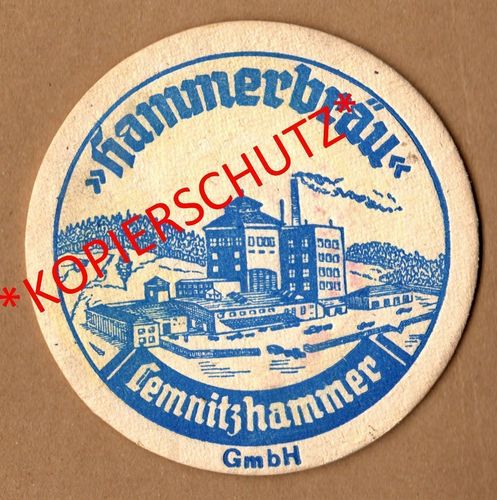 »hammerbräu«
*KOPIERSCHUTZ*
Lemnitzhammer
GmbH